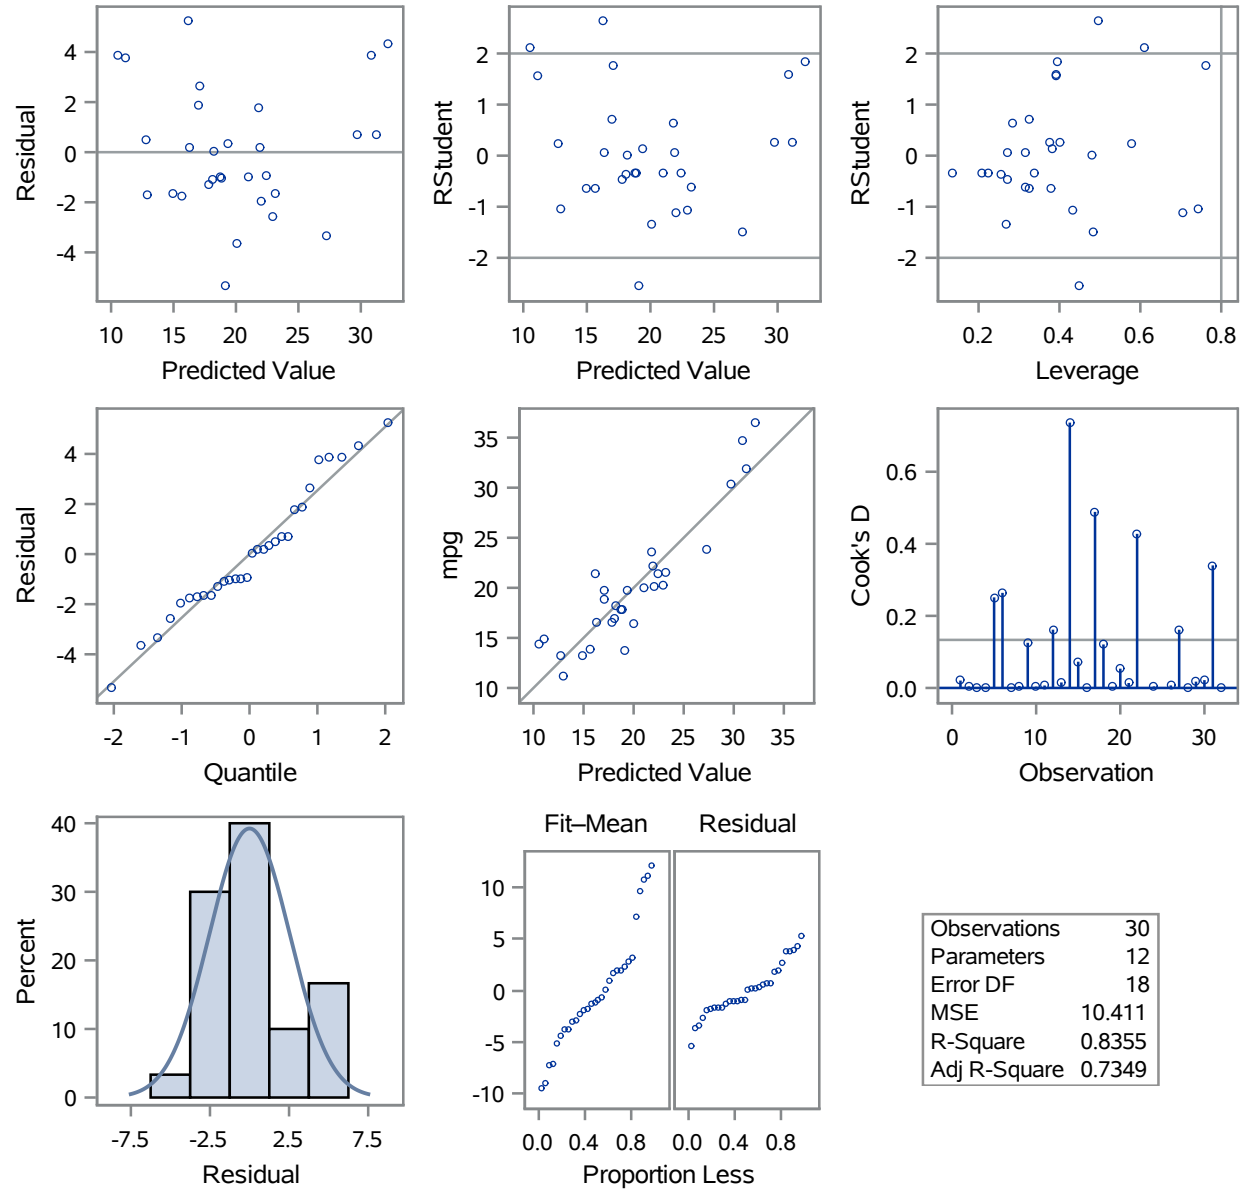 4
2
0
-2
-4
Residual
10 15 20 25 30
Predicted Value
2
1
0
-1
-2
RStudent
10 15 20 25 30
Predicted Value
2
1
0
-1
-2
RStudent
0.2 0.4 0.6 0.8
Leverage
4
2
0
-2
-4
Residual
-2 -1 0 1 2
Quantile
35
30
25
20
15
10
mpg
10 15 20 25 30 35
Predicted Value
0.6
0.4
0.2
0.0
Cook's D
0 10 20 30
Observation
40
30
20
10
0
Percent
-7.5 -2.5 2.5 7.5
Residual
Fit–Mean Residual
10
5
0
-5
-10
0.0 0.4 0.8 0.0 0.4 0.8
Proportion Less
Observations 30
Parameters 12
Error DF 18
MSE 10.411
R-Square 0.8355
Adj R-Square 0.7349